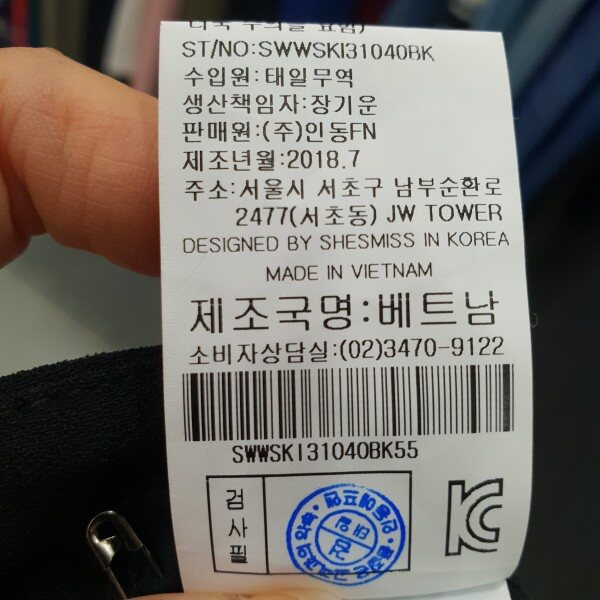 ST/NO:SWWSKI31040BK
수입원:태일무역
생산책임자:장기운
판매원:(주)인동FN
제조년월:2018.7
주소:서울시 서초구 남부순환로
2477(서초동) JW TOWER
DESIGNED BY SHESMISS IN KOREA
MADE IN VIETNAM
제조국명:베트남
소비자상담실:(02)3470-9122
SWWSKI31040BK55
검사필